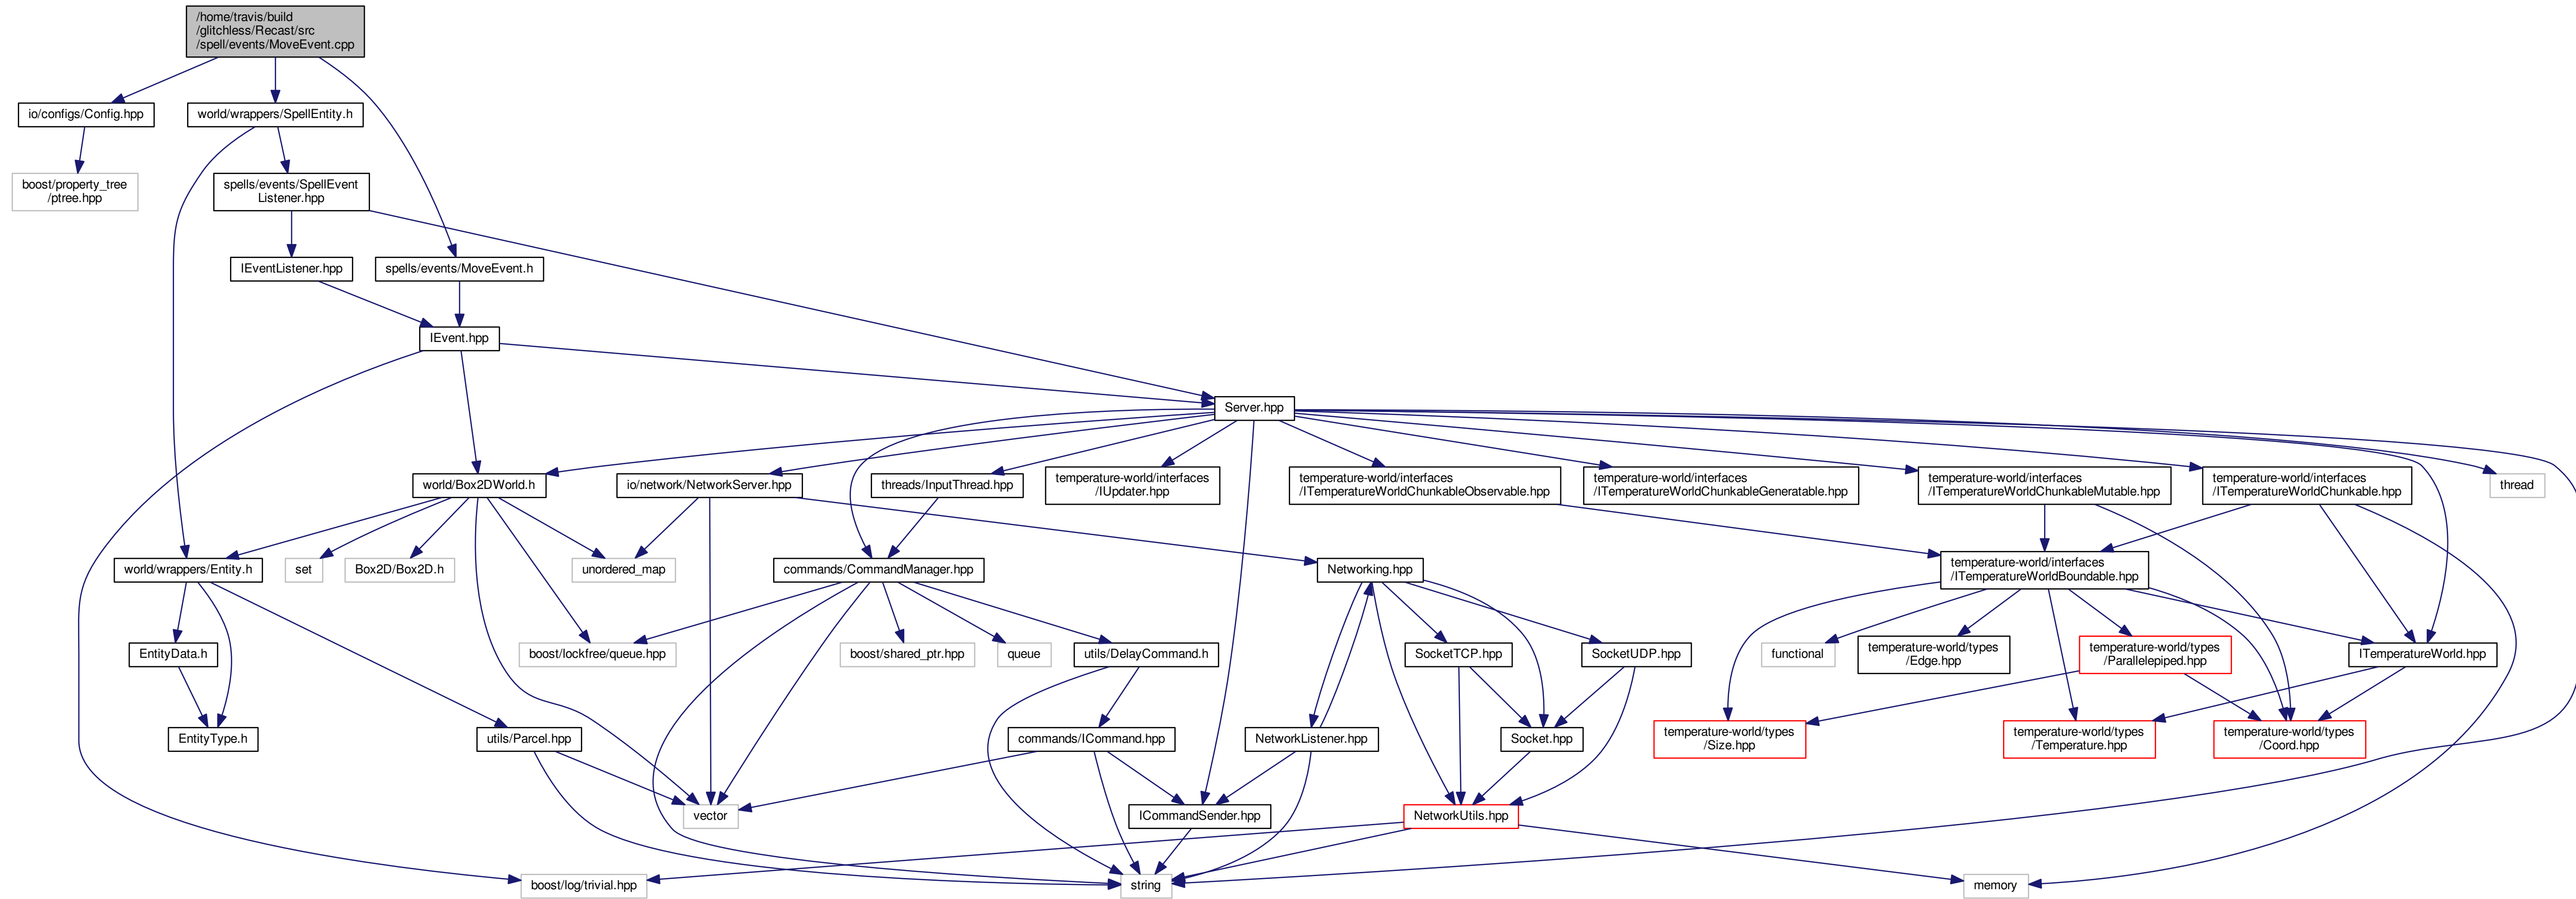 /home/travis/build
/glitchless/Recast/src
/spell/events/MoveEvent.cpp
io/configs/Config.hpp
world/wrappers/SpellEntity.h
boost/property_tree
/ptree.hpp
spells/events/SpellEvent
Listener.hpp
IEventListener.hpp
spells/events/MoveEvent.h
IEvent.hpp
Server.hpp
world/Box2DWorld.h
io/network/NetworkServer.hpp
threads/InputThread.hpp
temperature-world/interfaces
/IUpdater.hpp
temperature-world/interfaces
/ITemperatureWorldChunkableObservable.hpp
temperature-world/interfaces
/ITemperatureWorldChunkableGeneratable.hpp
temperature-world/interfaces
/ITemperatureWorldChunkableMutable.hpp
temperature-world/interfaces
/ITemperatureWorldChunkable.hpp
thread
world/wrappers/Entity.h
set
Box2D/Box2D.h
unordered_map
commands/CommandManager.hpp
Networking.hpp
temperature-world/interfaces
/ITemperatureWorldBoundable.hpp
EntityData.h
boost/lockfree/queue.hpp
boost/shared_ptr.hpp
queue
utils/DelayCommand.h
SocketTCP.hpp
SocketUDP.hpp
functional
temperature-world/types
/Edge.hpp
temperature-world/types
/Parallelepiped.hpp
ITemperatureWorld.hpp
EntityType.h
utils/Parcel.hpp
commands/ICommand.hpp
NetworkListener.hpp
Socket.hpp
temperature-world/types
/Size.hpp
temperature-world/types
/Temperature.hpp
temperature-world/types
/Coord.hpp
vector
ICommandSender.hpp
NetworkUtils.hpp
boost/log/trivial.hpp
string
memory